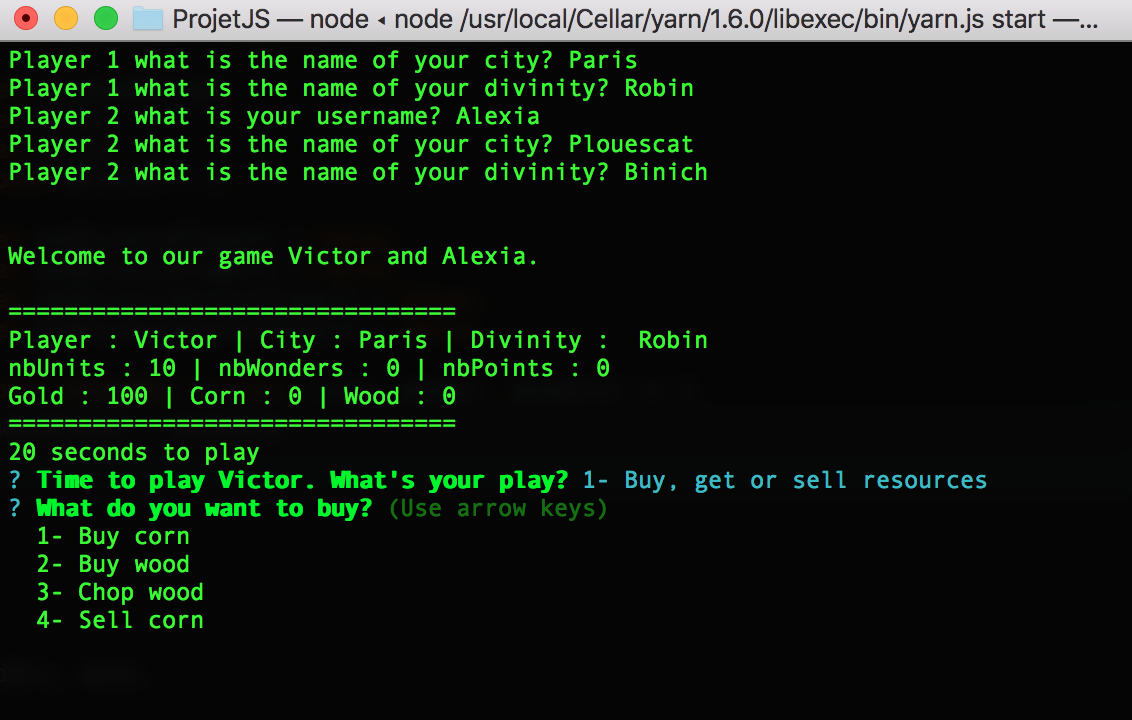 ProjetJS — node ◂ node /usr/local/Cellar/yarn/1.6.0/libexec/bin/yarn.js start —...
Player 1 what is the name of your city? Paris
Player 1 what is the name of your divinity? Robin
Player 2 what is your username? Alexia
Player 2 what is the name of your city? Plouescat
Player 2 what is the name of your divinity? Binich
Welcome to our game Victor and Alexia.
================================
Player : Victor | City : Paris | Divinity :  Robin
nbUnits : 10 | nbWonders : 0 | nbPoints : 0
Gold : 100 | Corn : 0 | Wood : 0
================================
20 seconds to play
? Time to play Victor. What's your play? 1- Buy, get or sell resources
? What do you want to buy? (Use arrow keys)
  1- Buy corn
  2- Buy wood
  3- Chop wood
  4- Sell corn